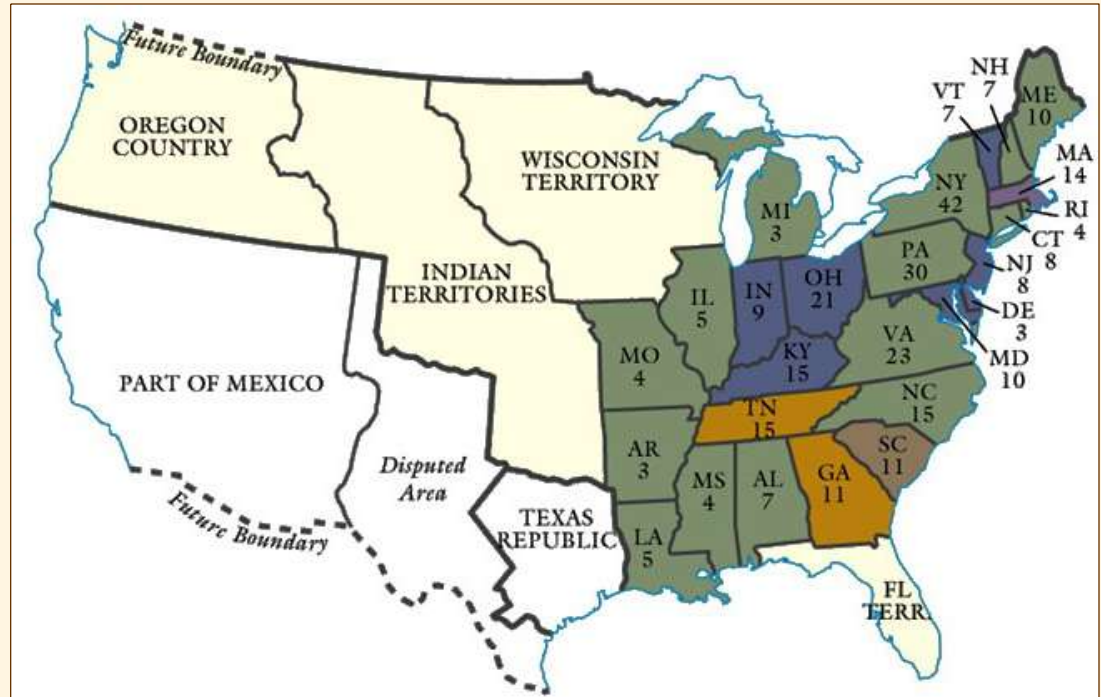 Future Boundary
OREGON
COUNTRY
WISCONSIN
TERRITORY
INDIAN
TERRITORIES
PART OF MEXICO
Disputed
Area
TEXAS
REPUBLIC
Future Boundary
FL
TERR.
NH
7
VT
7
ME
10
MA
14
RI
4
CT
8
NY
42
PA
30
NJ
8
DE
3
MD
10
MI
3
OH
21
IN
9
IL
5
KY
15
VA
23
NC
15
TN
15
SC
11
GA
11
AL
7
MS
4
MO
4
AR
3
LA
5